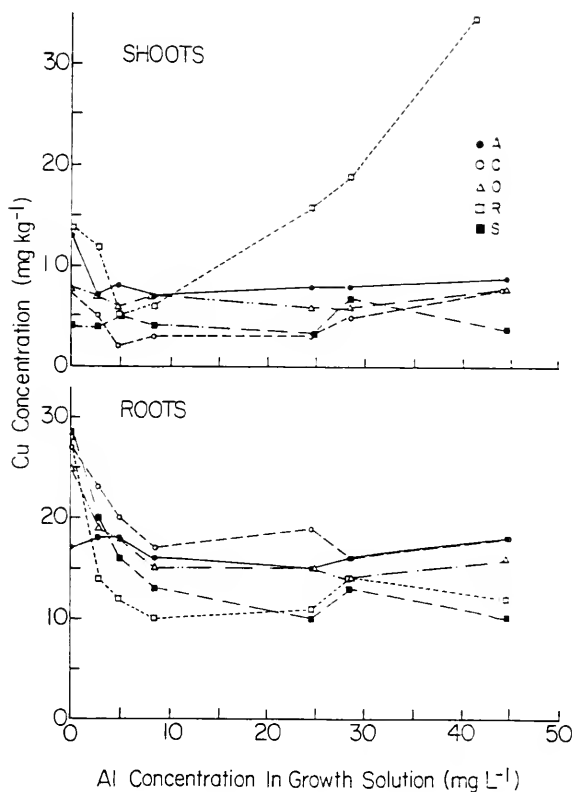 SHOOTS
30
20
10
0
A
C
O
R
S
Cu Concentration (mg kg⁻¹)
ROOTS
30
20
10
0
0 10 20 30 40 50
Al Concentration In Growth Solution (mg L⁻¹)